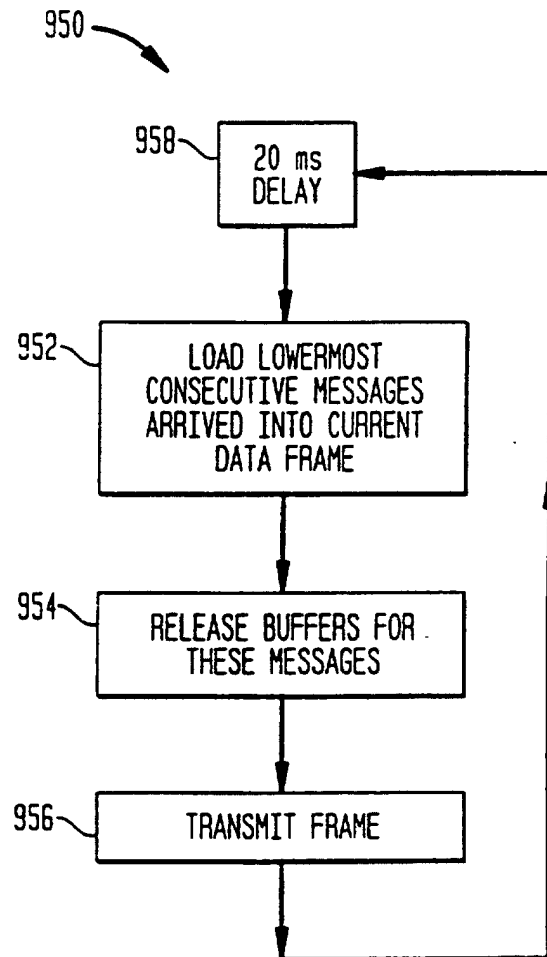 950
958
20 ms
DELAY
952
LOAD LOWERMOST
CONSECUTIVE MESSAGES
ARRIVED INTO CURRENT
DATA FRAME
954
RELEASE BUFFERS FOR
THESE MESSAGES
956
TRANSMIT FRAME